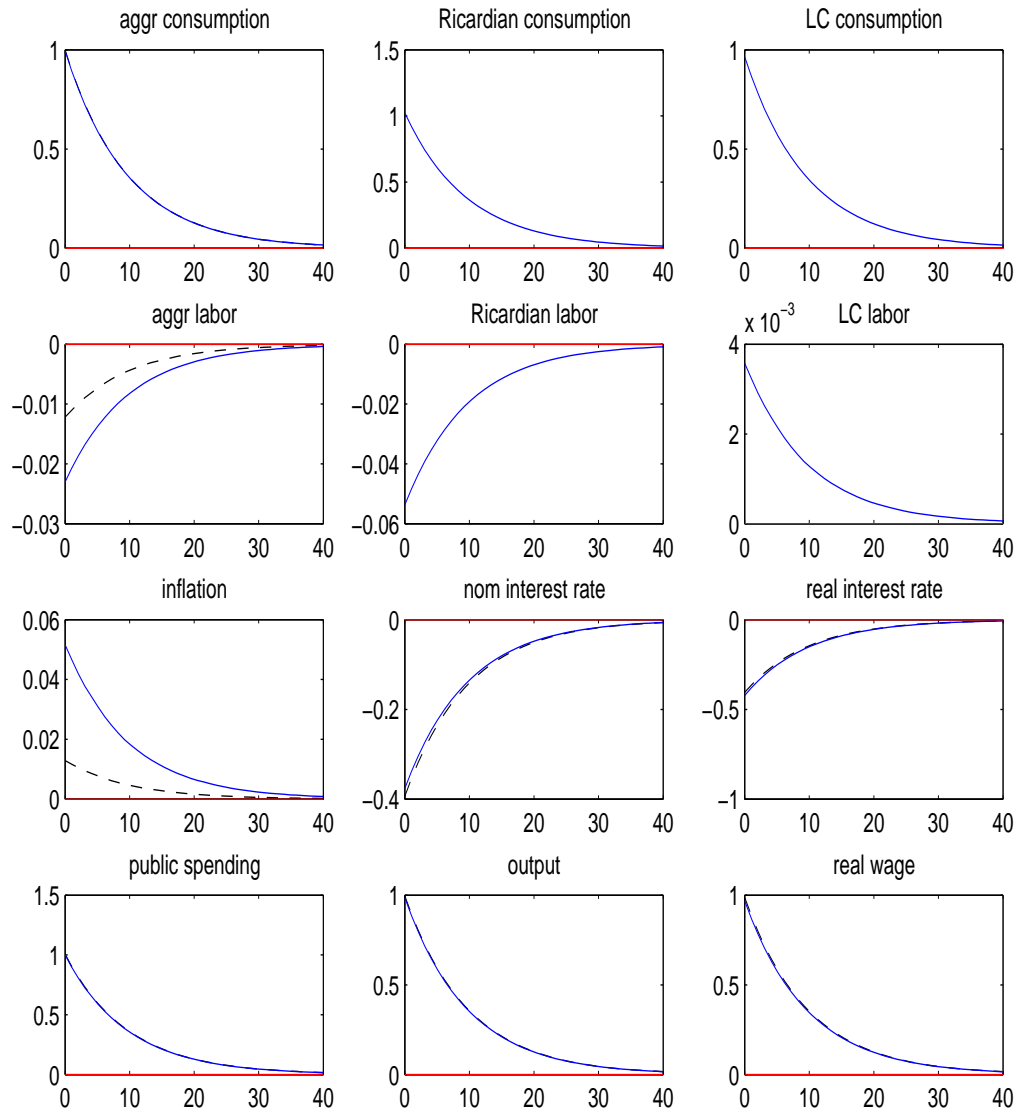 aggr consumption
Ricardian consumption
LC consumption
1
0.5
0
0 10 20 30 40
1.5
1
0.5
0
0 10 20 30 40
1
0.5
0
0 10 20 30 40
aggr labor
Ricardian labor
LC labor
0
−0.01
−0.02
−0.03
0 10 20 30 40
0
−0.02
−0.04
−0.06
0 10 20 30 40
x 10⁻³
4
2
0
0 10 20 30 40
inflation
nom interest rate
real interest rate
0.06
0.04
0.02
0
0 10 20 30 40
0
−0.2
−0.4
0 10 20 30 40
0
−0.5
−1
0 10 20 30 40
public spending
output
real wage
1.5
1
0.5
0
0 10 20 30 40
1
0.5
0
0 10 20 30 40
1
0.5
0
0 10 20 30 40